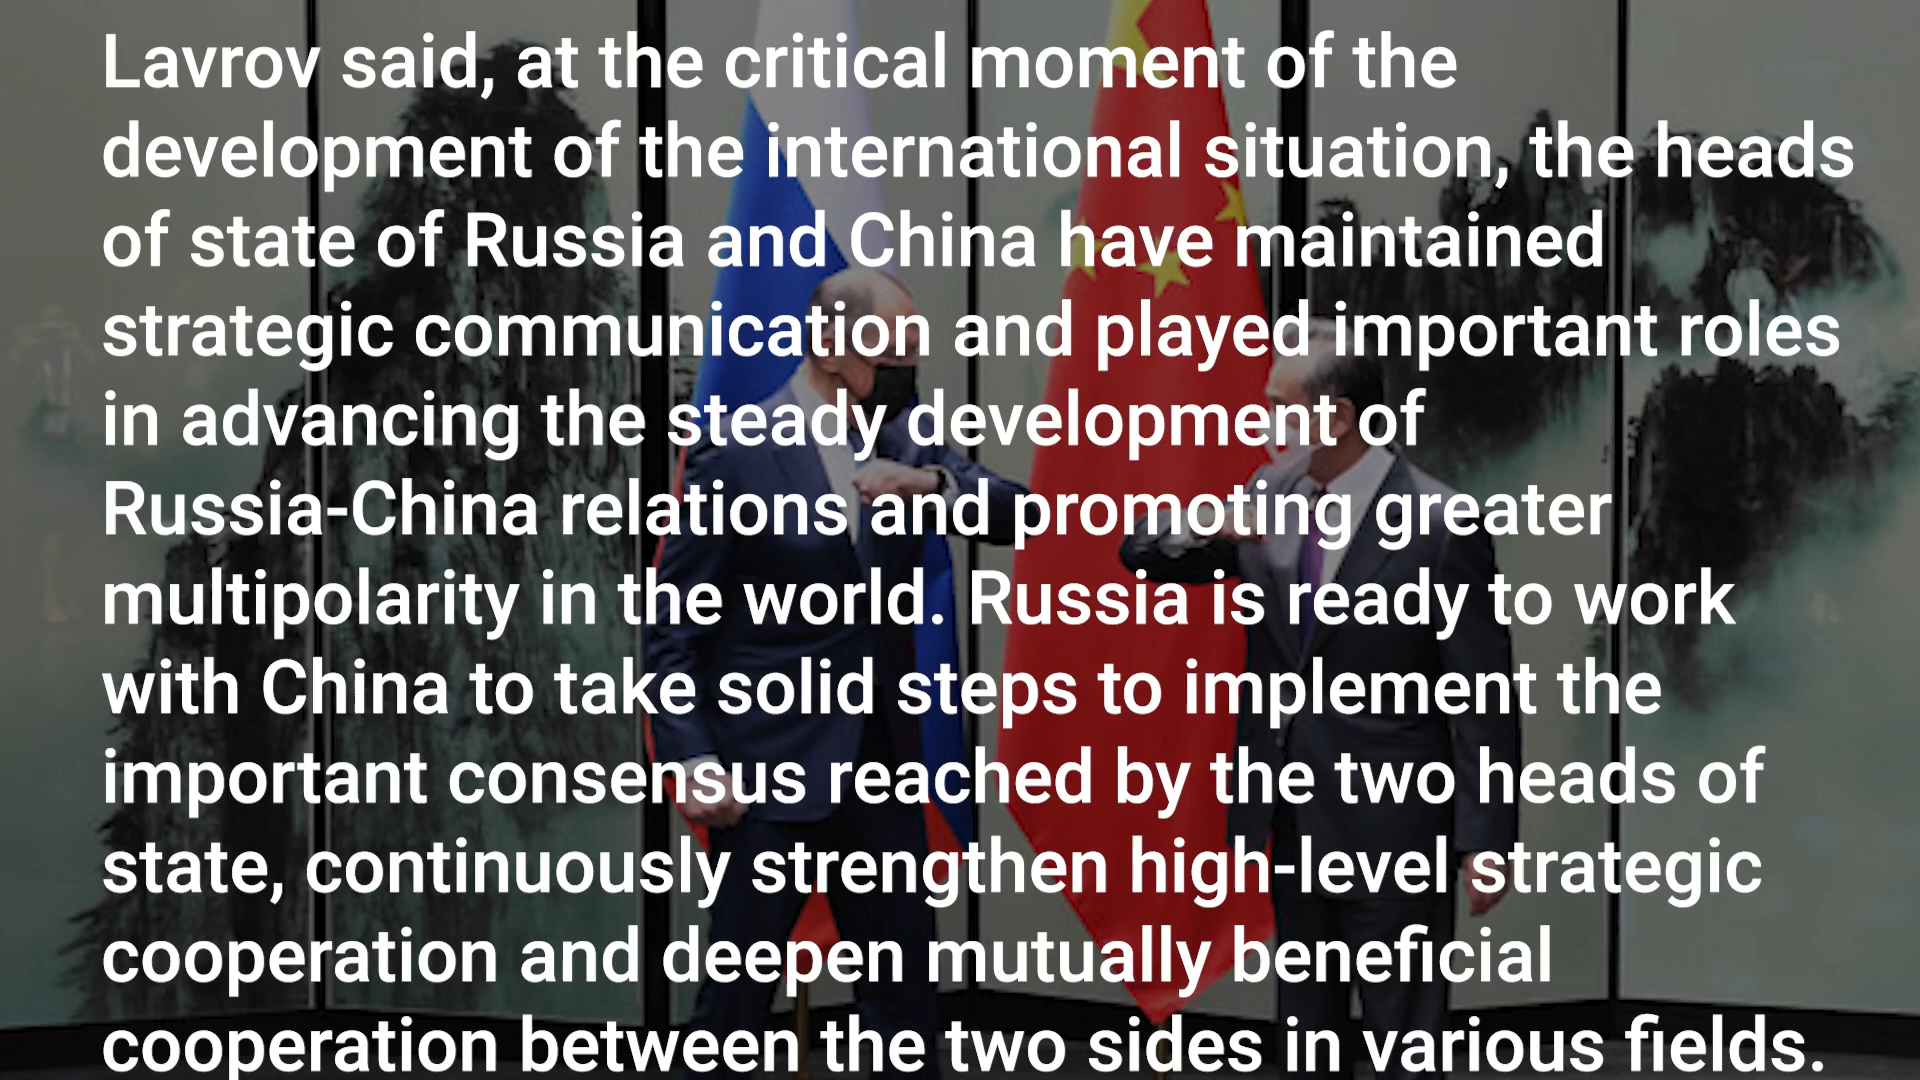 Lavrov said, at the critical moment of the
development of the international situation, the heads
of state of Russia and China have maintained
strategic communication and played important roles
in advancing the steady development of
Russia-China relations and promoting greater
multipolarity in the world. Russia is ready to work
with China to take solid steps to implement the
important consensus reached by the two heads of
state, continuously strengthen high-level strategic
cooperation and deepen mutually beneficial
cooperation between the two sides in various fields.